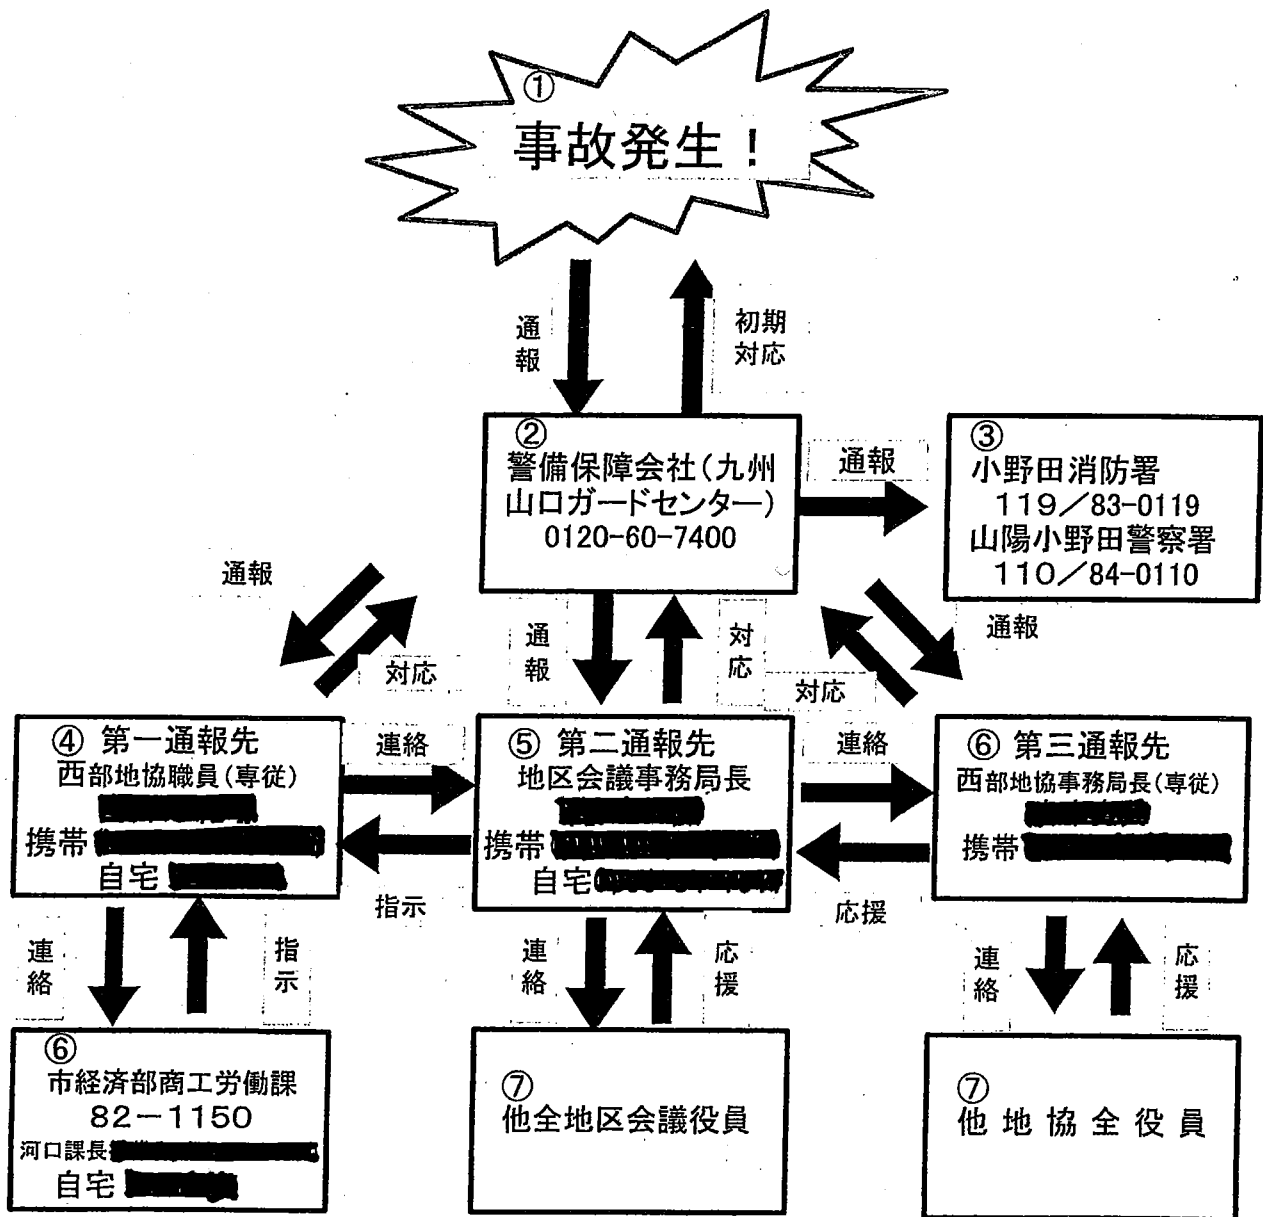 ①
事故発生！
通報
初期
対応
②
警備保障会社（九州
山口ガードセンター）
0120-60-7400
通報
③
小野田消防署
119／83-0119
山陽小野田警察署
110／84-0110
通報
対応
通報
対応
対応
通報
④ 第一通報先
西部地協職員（専従）
携帯
自宅
連絡
指示
⑤ 第二通報先
地区会議事務局長
携帯
自宅
連絡
応援
⑥ 第三通報先
西部地協事務局長（専従）
携帯
連絡
指示
連絡
応援
連絡
応援
⑥
市経済部商工労働課
82－1150
河口課長
自宅
⑦
他全地区会議役員
⑦
他地協全役員